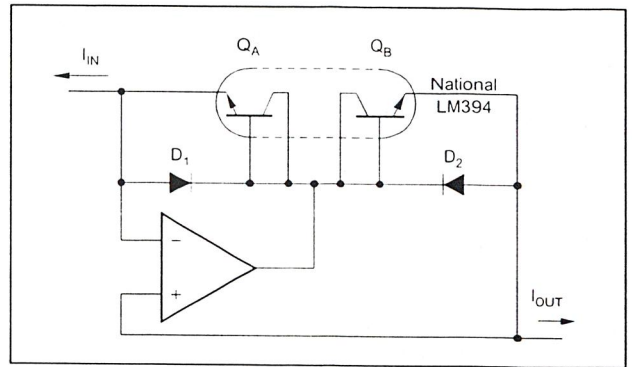 I_IN
Q_A
Q_B
National
LM394
D_1
D_2
−
+
I_OUT